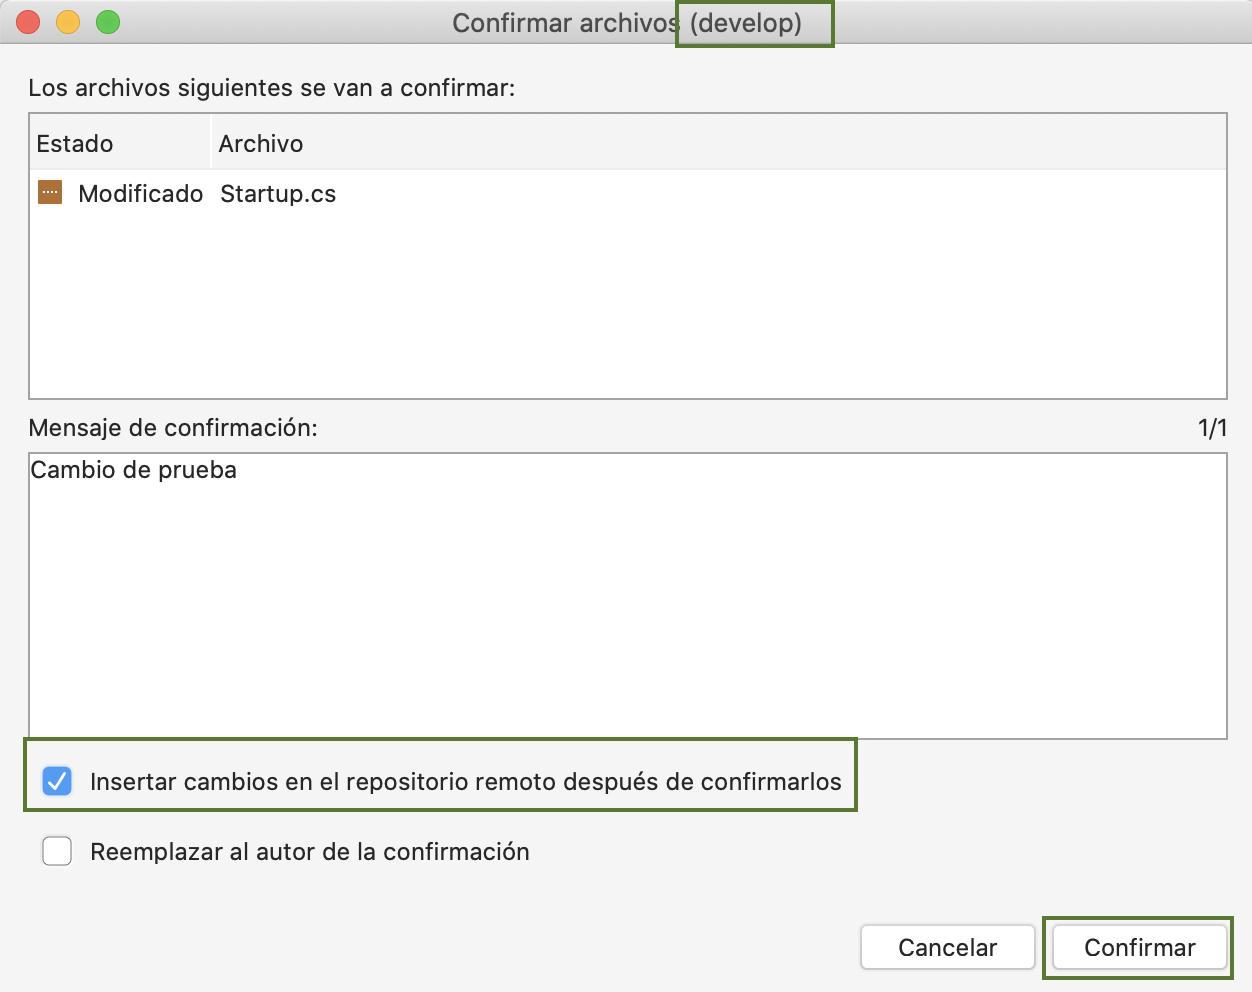 Confirmar archivos (develop)
Los archivos siguientes se van a confirmar:
Estado Archivo
Modificado Startup.cs
Mensaje de confirmación: 1/1
Cambio de prueba
Insertar cambios en el repositorio remoto después de confirmarlos
Reemplazar al autor de la confirmación
Cancelar Confirmar